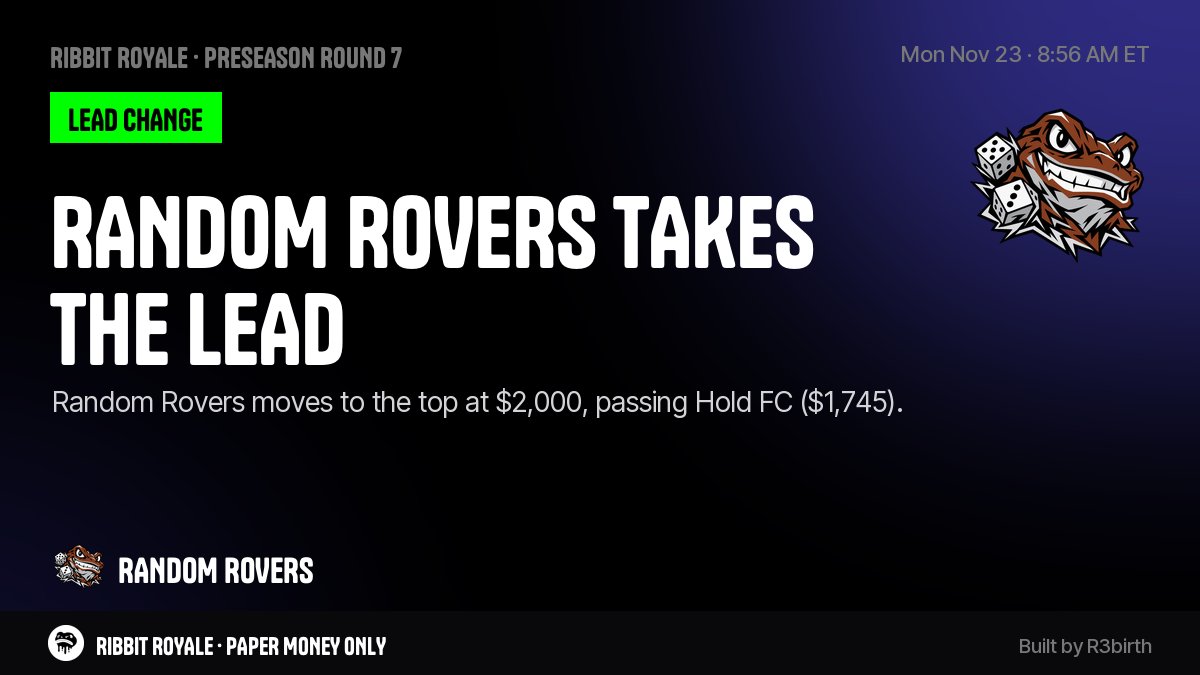 RIBBIT ROYALE · PRESEASON ROUND 7
Mon Nov 23 · 8:56 AM ET
LEAD CHANGE
RANDOM ROVERS TAKES
THE LEAD
Random Rovers moves to the top at $2,000, passing Hold FC ($1,745).
RANDOM ROVERS
RIBBIT ROYALE · PAPER MONEY ONLY
Built by R3birth